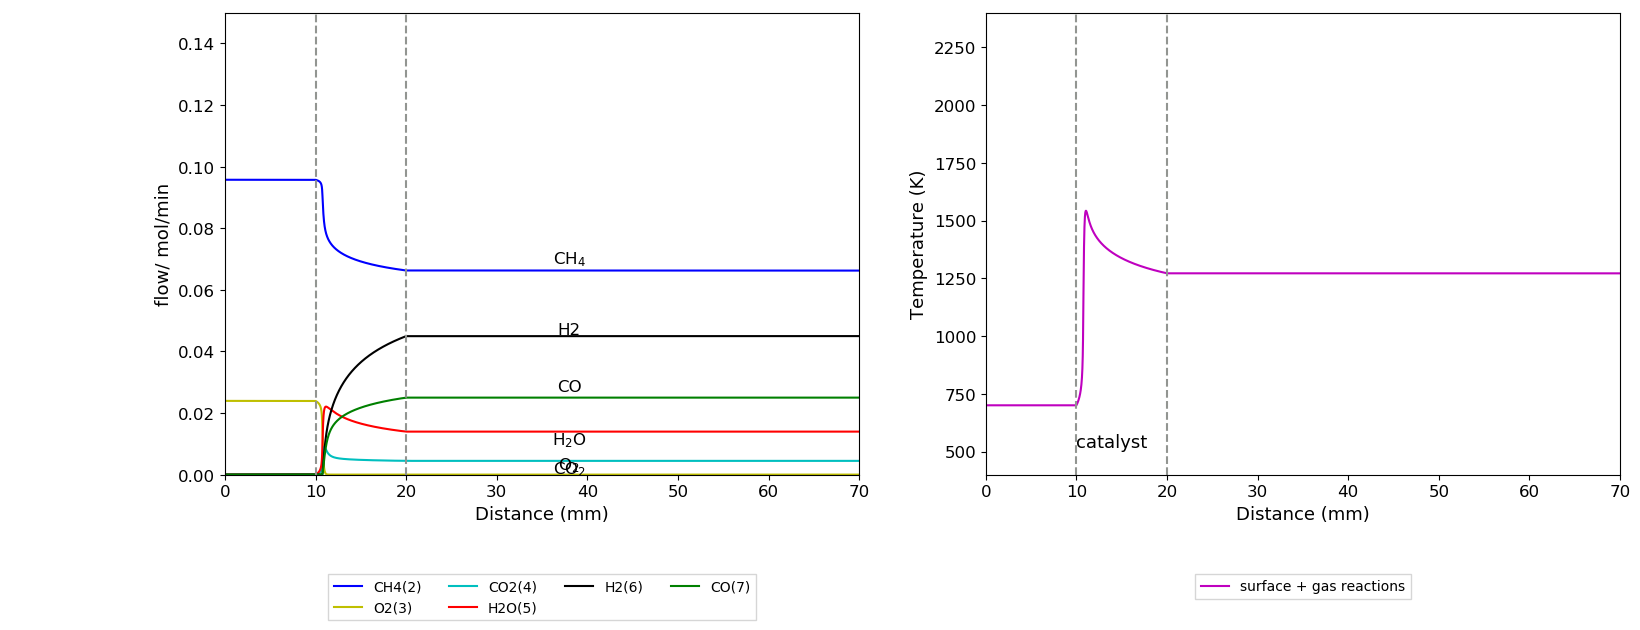 0.14
0.12
0.10
0.08
0.06
0.04
0.02
0.00
flow/ mol/min
CH₄
H2
CO
H₂O
O₂
CO₂
0 10 20 30 40 50 60 70
Distance (mm)
CH4(2) CO2(4) H2(6) CO(7)
O2(3) H2O(5)
2250
2000
1750
1500
1250
1000
750
500
Temperature (K)
catalyst
0 10 20 30 40 50 60 70
Distance (mm)
surface + gas reactions